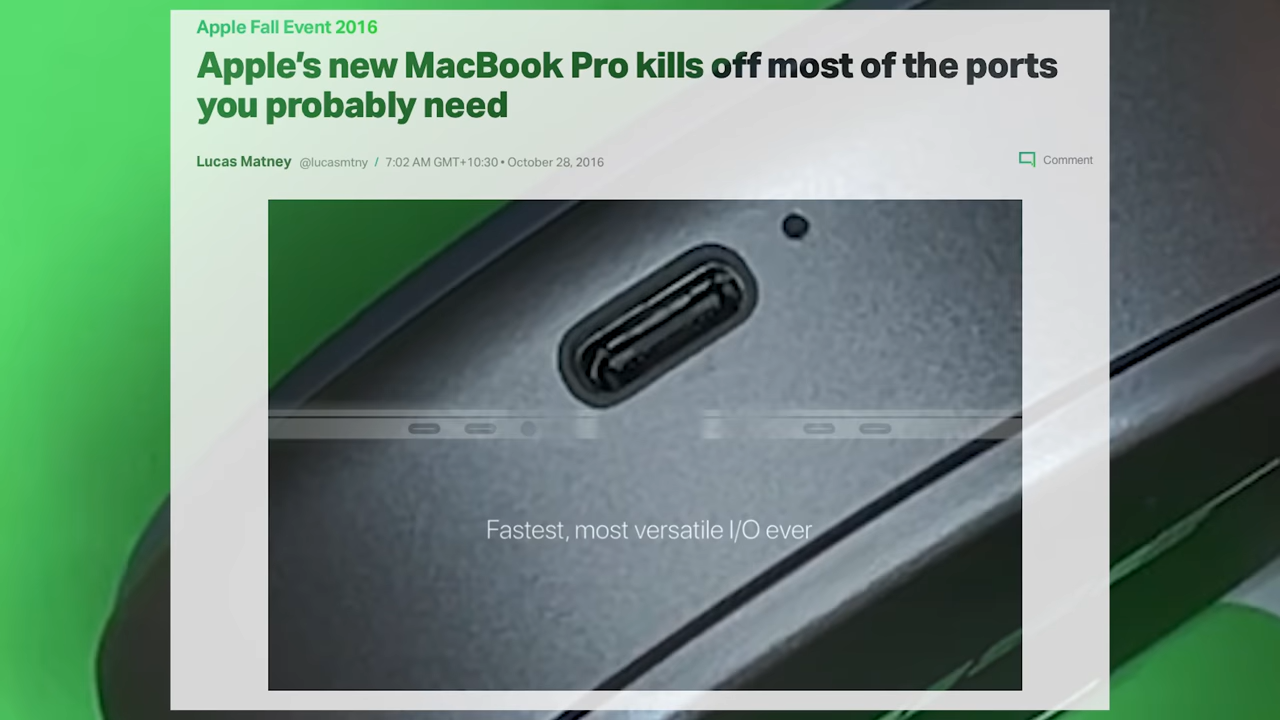 Apple Fall Event 2016
Apple's new MacBook Pro kills off most of the ports
you probably need
Lucas Matney @lucasmtny / 7:02 AM GMT+10:30 • October 28, 2016
Comment
Fastest, most versatile I/O ever